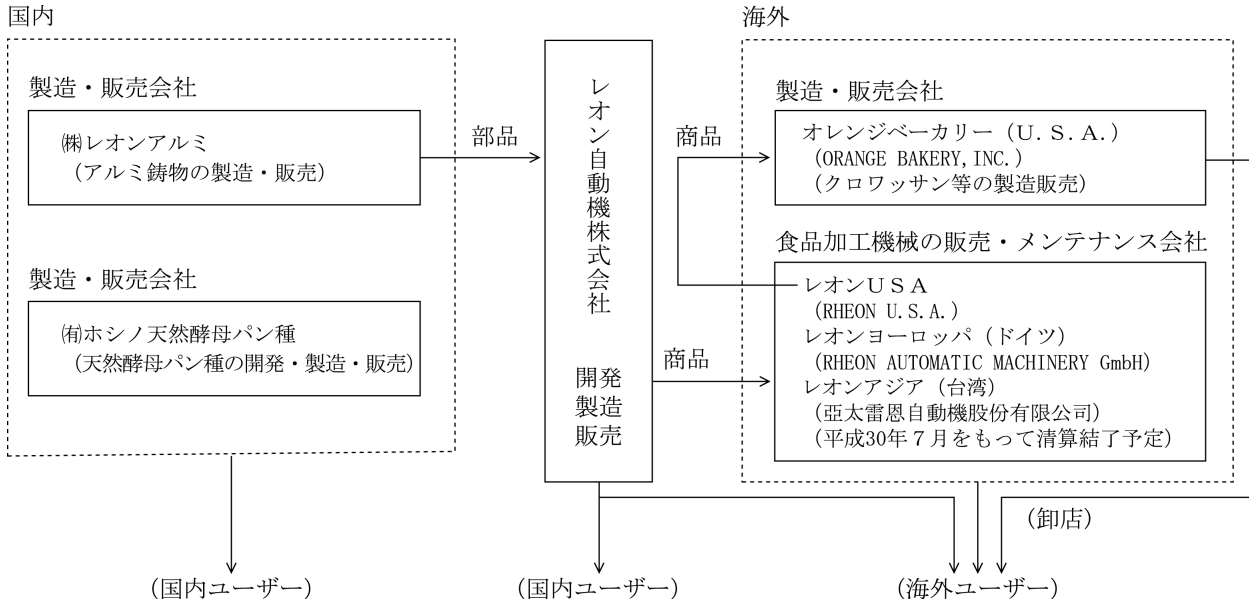 国内
製造・販売会社
㈱レオンアルミ
(アルミ鋳物の製造・販売)
部品
製造・販売会社
㈲ホシノ天然酵母パン種
(天然酵母パン種の開発・製造・販売)
(国内ユーザー)
レオン自動機株式会社
開発
製造
販売
(国内ユーザー)
海外
製造・販売会社
商品
オレンジベーカリー(U.S.A.)
(ORANGE BAKERY,INC.)
(クロワッサン等の製造販売)
食品加工機械の販売・メンテナンス会社
レオンUSA
(RHEON U.S.A.)
レオンヨーロッパ(ドイツ)
(RHEON AUTOMATIC MACHINERY GmbH)
商品
レオンアジア(台湾)
(亞太雷恩自動機股份有限公司)
(平成30年7月をもって清算結了予定)
(卸店)
(海外ユーザー)